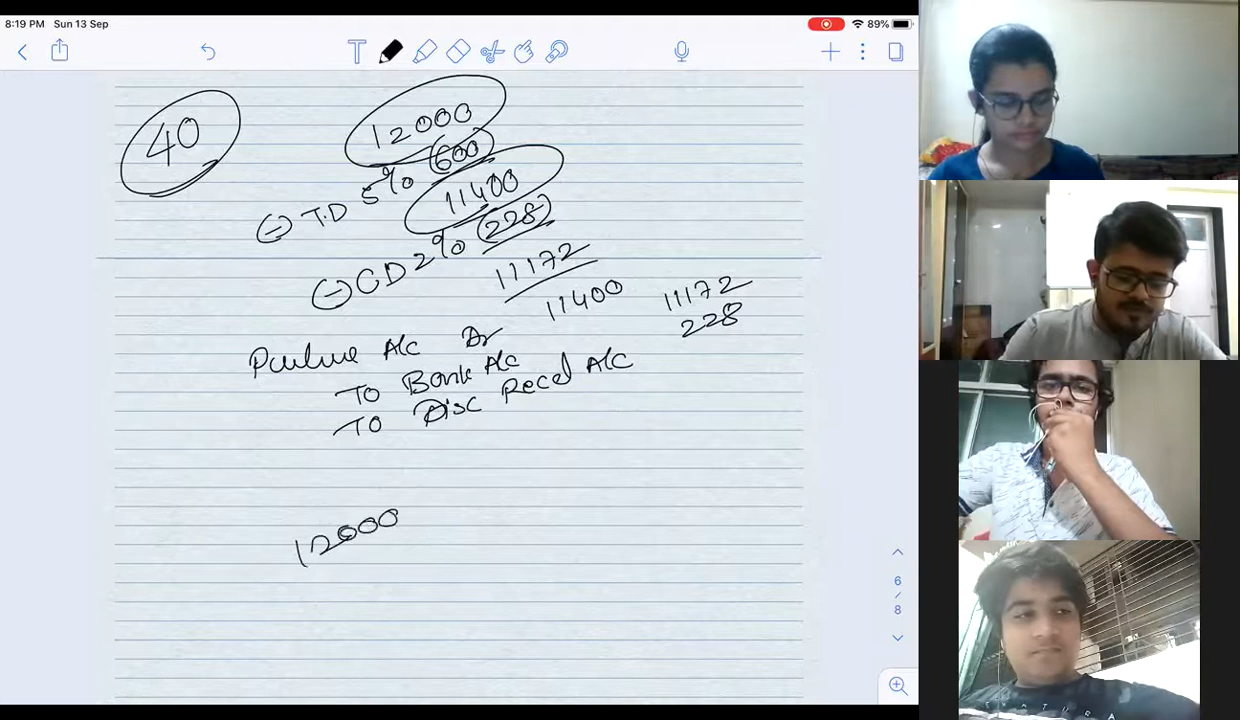 8:19 PM Sun 13 Sep
89%
T
40
12000
⊖ T.D 5% (600)
11400
⊖ CD 2% (228)
11172
Purchase A/c Dr 11400
To Bank A/c 11172
To Disc Reced A/c 228
12000
6
/
8